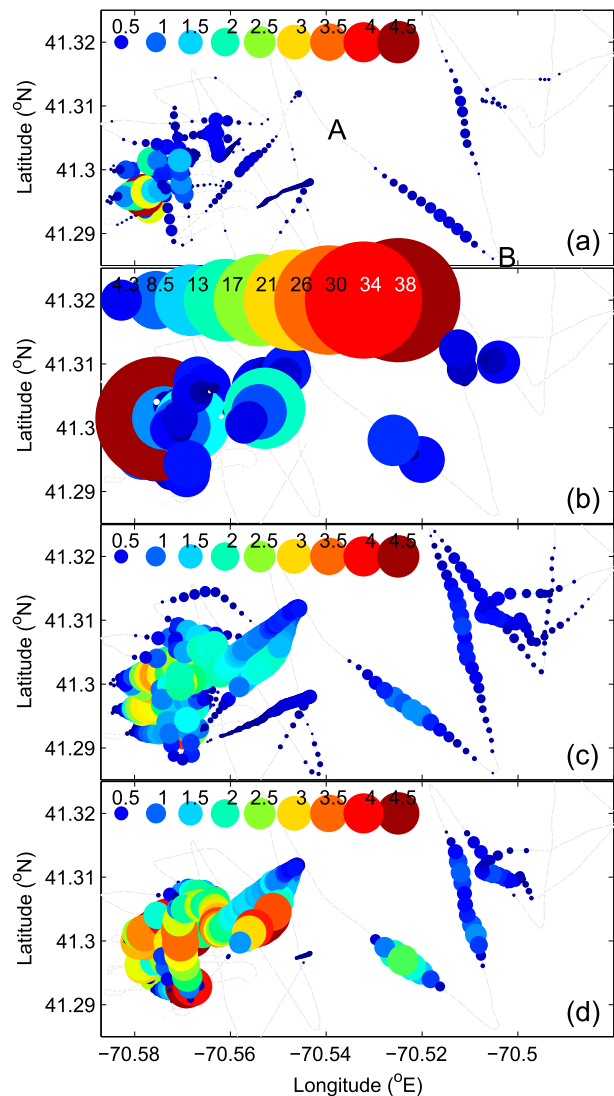 0.5 1 1.5 2 2.5 3 3.5 4 4.5
41.32
41.31
41.3
41.29
Latitude (°N)
A
B
(a)
4.3 8.5 13 17 21 26 30 34 38
41.32
41.31
41.3
41.29
Latitude (°N)
(b)
0.5 1 1.5 2 2.5 3 3.5 4 4.5
41.32
41.31
41.3
41.29
Latitude (°N)
(c)
0.5 1 1.5 2 2.5 3 3.5 4 4.5
41.32
41.31
41.3
41.29
Latitude (°N)
(d)
−70.58 −70.56 −70.54 −70.52 −70.5
Longitude (°E)